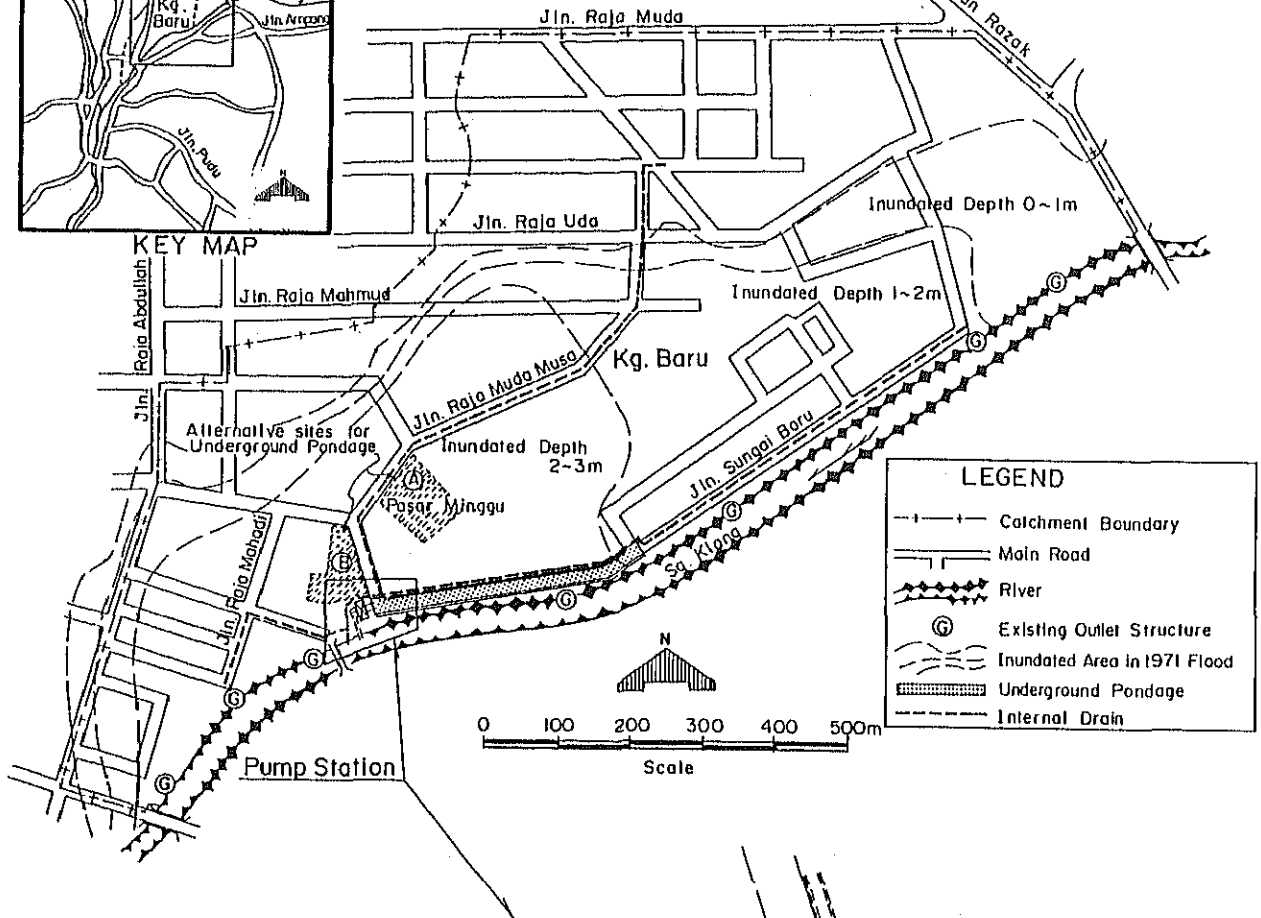 Kg.
Baru
Jln. Ampang
Jln. Pudu
N
KEY MAP
Jln. Raja Muda
Razak
Jln. Raja Uda
Jln. Raja Mahmud
Jln. Raja Abdullah
Inundated Depth 0~1m
Inundated Depth 1~2m
Kg. Baru
Jln. Raja Muda Musa
Alternative sites for
Underground Pondage
Inundated Depth
2~3m
A
Pasar Minggu
B
Jln. Raja Mahadi
Jln. Sungai Baru
Sg. Klang
G
G
G
G
G
G
G
N
0 100 200 300 400 500m
Scale
Pump Station
LEGEND
Catchment Boundary
Main Road
River
G Existing Outlet Structure
Inundated Area in 1971 Flood
Underground Pondage
Internal Drain